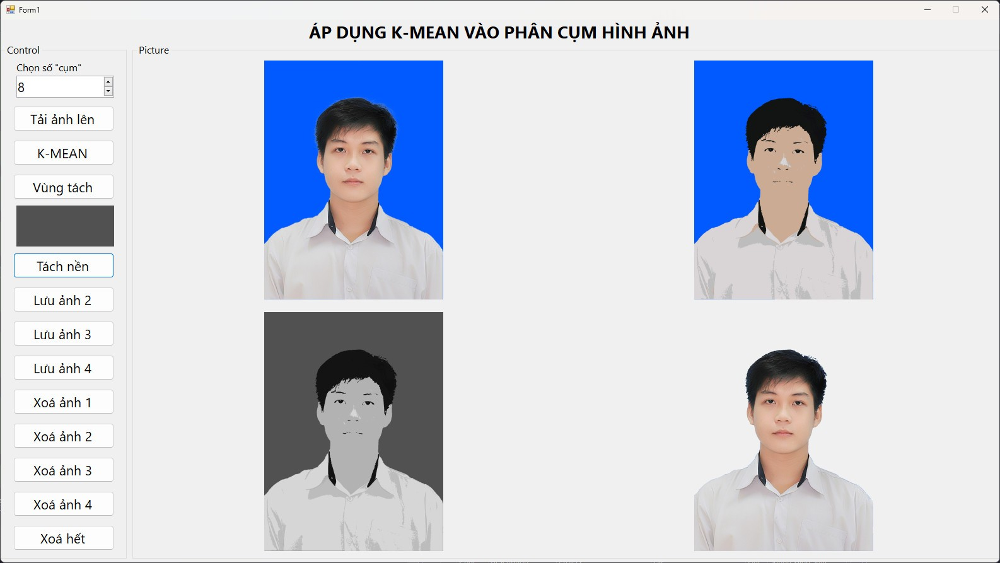 Form1
ÁP DỤNG K-MEAN VÀO PHÂN CỤM HÌNH ẢNH
Control
Chọn số "cụm"
8
Tải ảnh lên
K-MEAN
Vùng tách
Tách nền
Lưu ảnh 2
Lưu ảnh 3
Lưu ảnh 4
Xoá ảnh 1
Xoá ảnh 2
Xoá ảnh 3
Xoá ảnh 4
Xoá hết
Picture